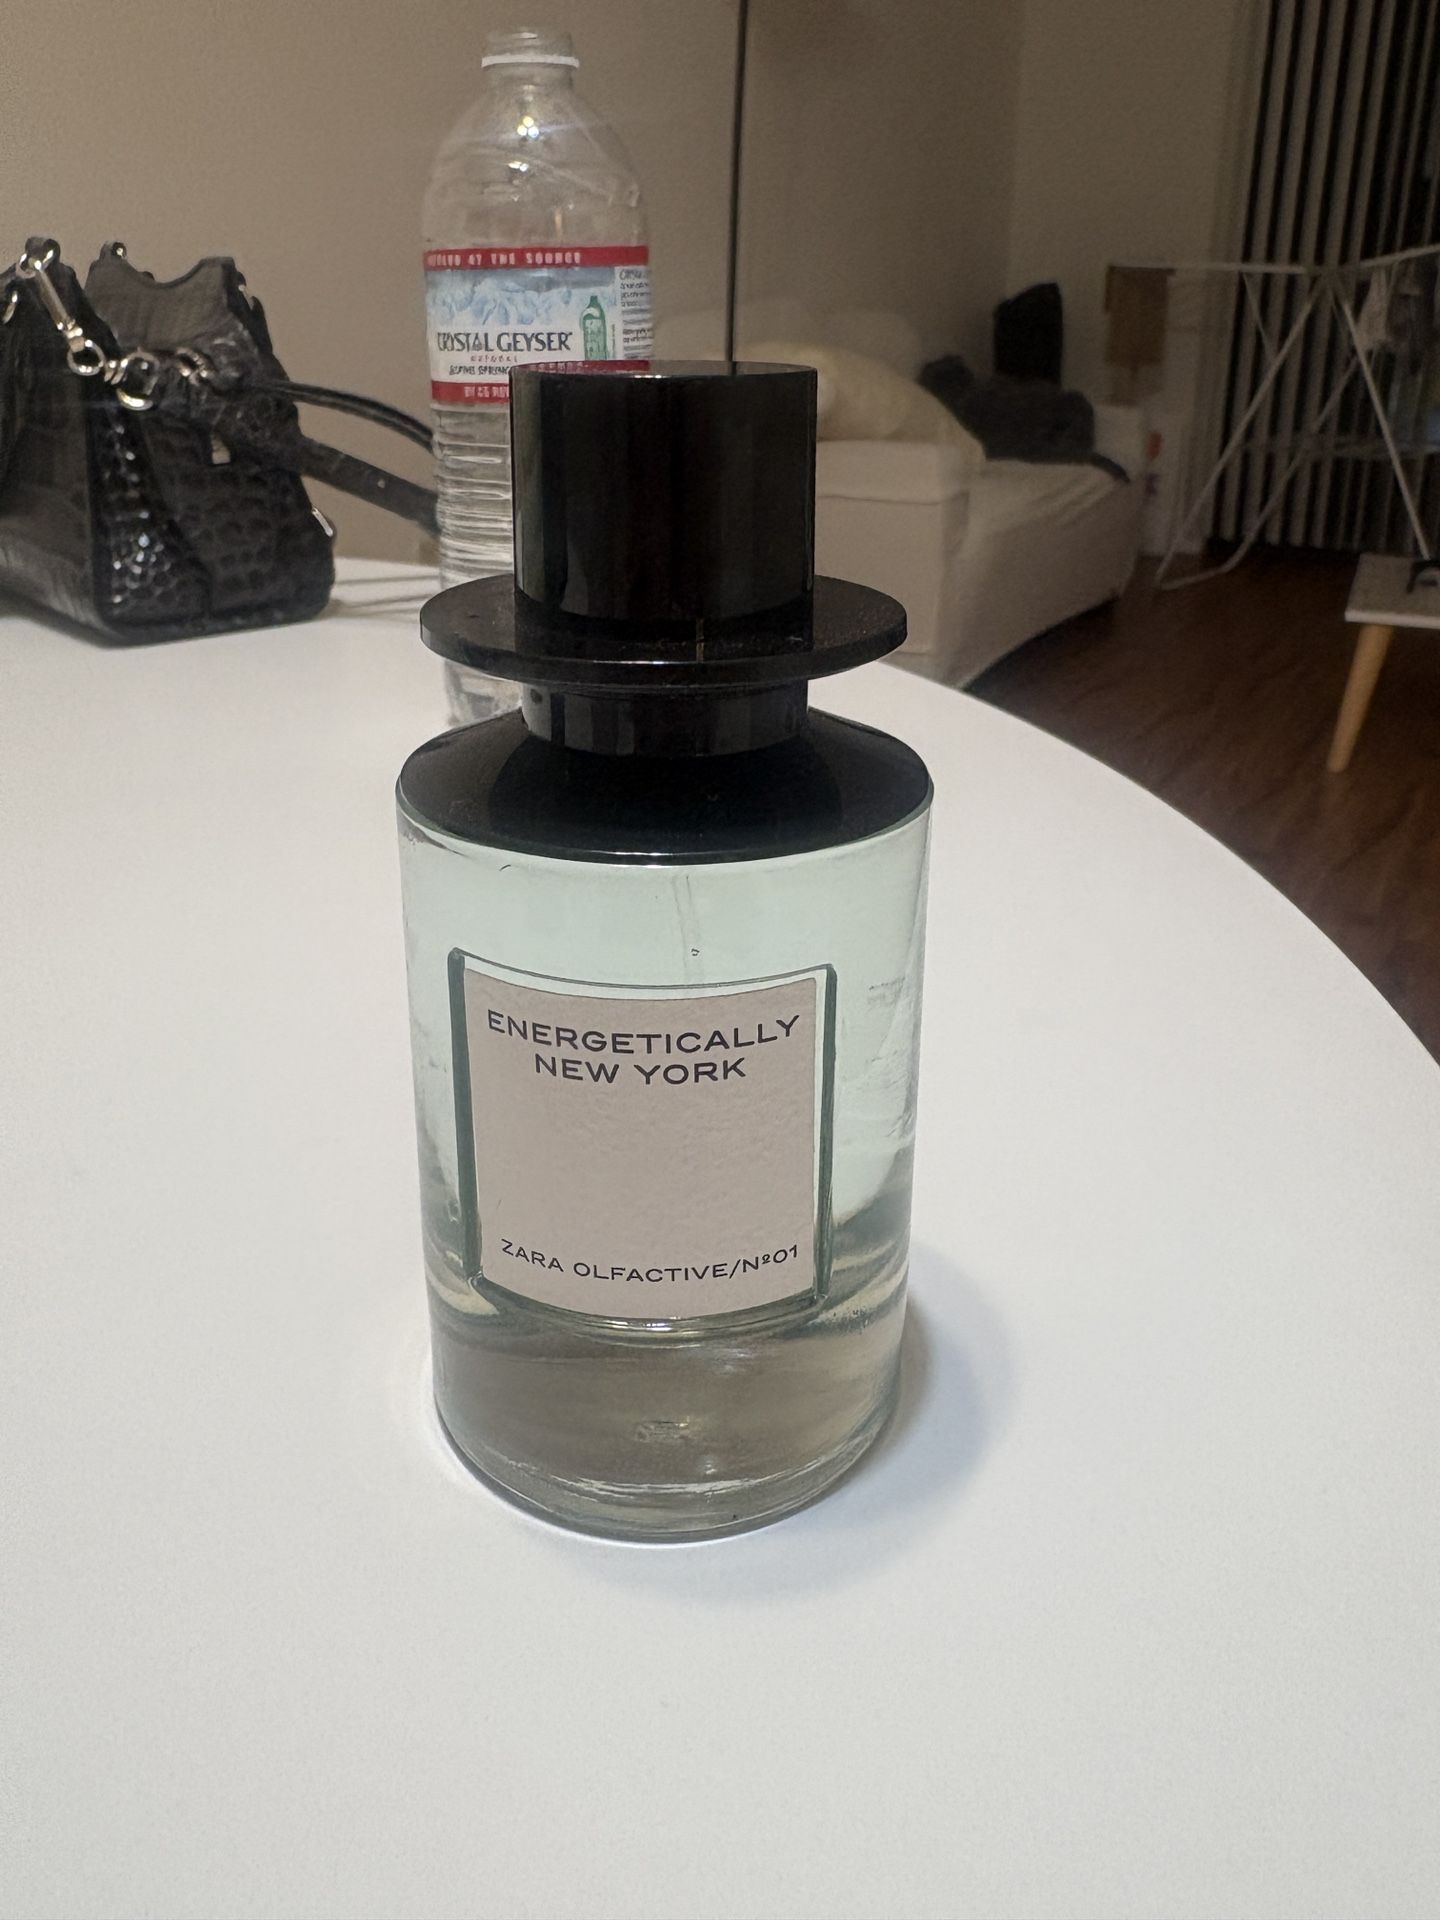 CRYSTAL GEYSER
ENERGETICALLY
NEW YORK
ZARA OLFACTIVE/Nº01